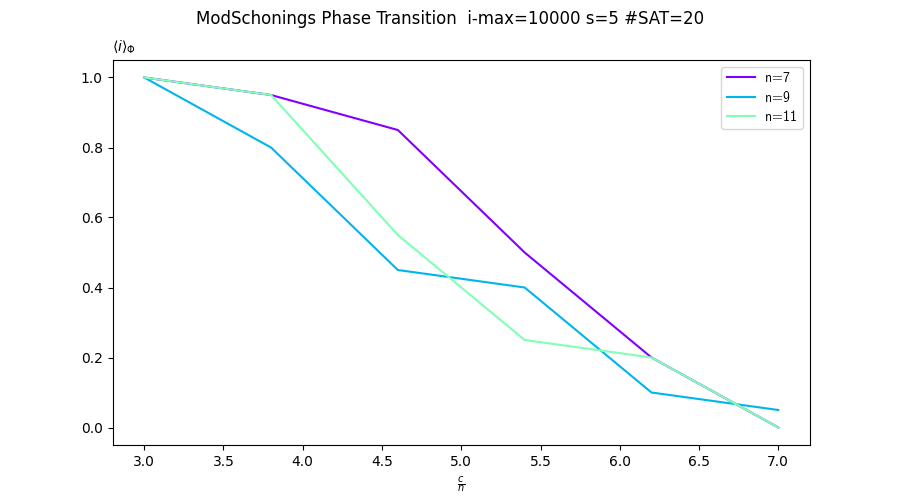 ModSchonings Phase Transition  i-max=10000 s=5 #SAT=20
⟨i⟩Φ
1.0
0.8
0.6
0.4
0.2
0.0
n=7
n=9
n=11
3.0 3.5 4.0 4.5 5.0 5.5 6.0 6.5 7.0
c/n